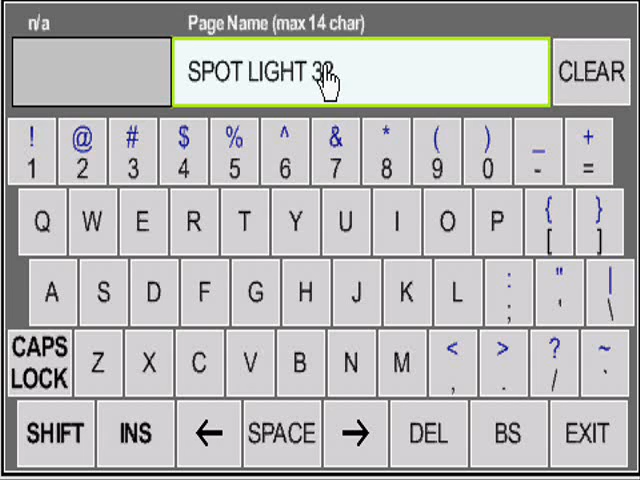 n/a Page Name (max 14 char)
SPOT LIGHT CLEAR
! @ # $ % ^ & * ( ) _ +
1 2 3 4 5 6 7 8 9 0 - =
Q W E R T Y U I O P { }
[ ]
A S D F G H J K L : " |
; ' \
CAPS LOCK Z X C V B N M < > ? ~
, . / `
SHIFT INS ← SPACE → DEL BS EXIT